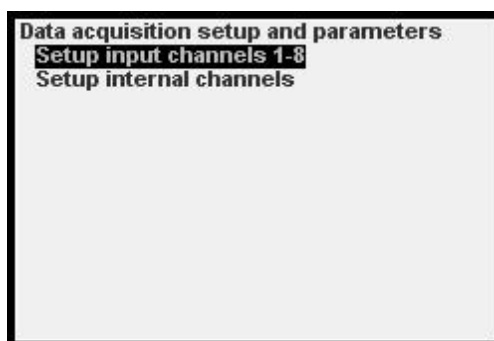 Data acquisition setup and parameters
Setup input channels 1-8
Setup internal channels